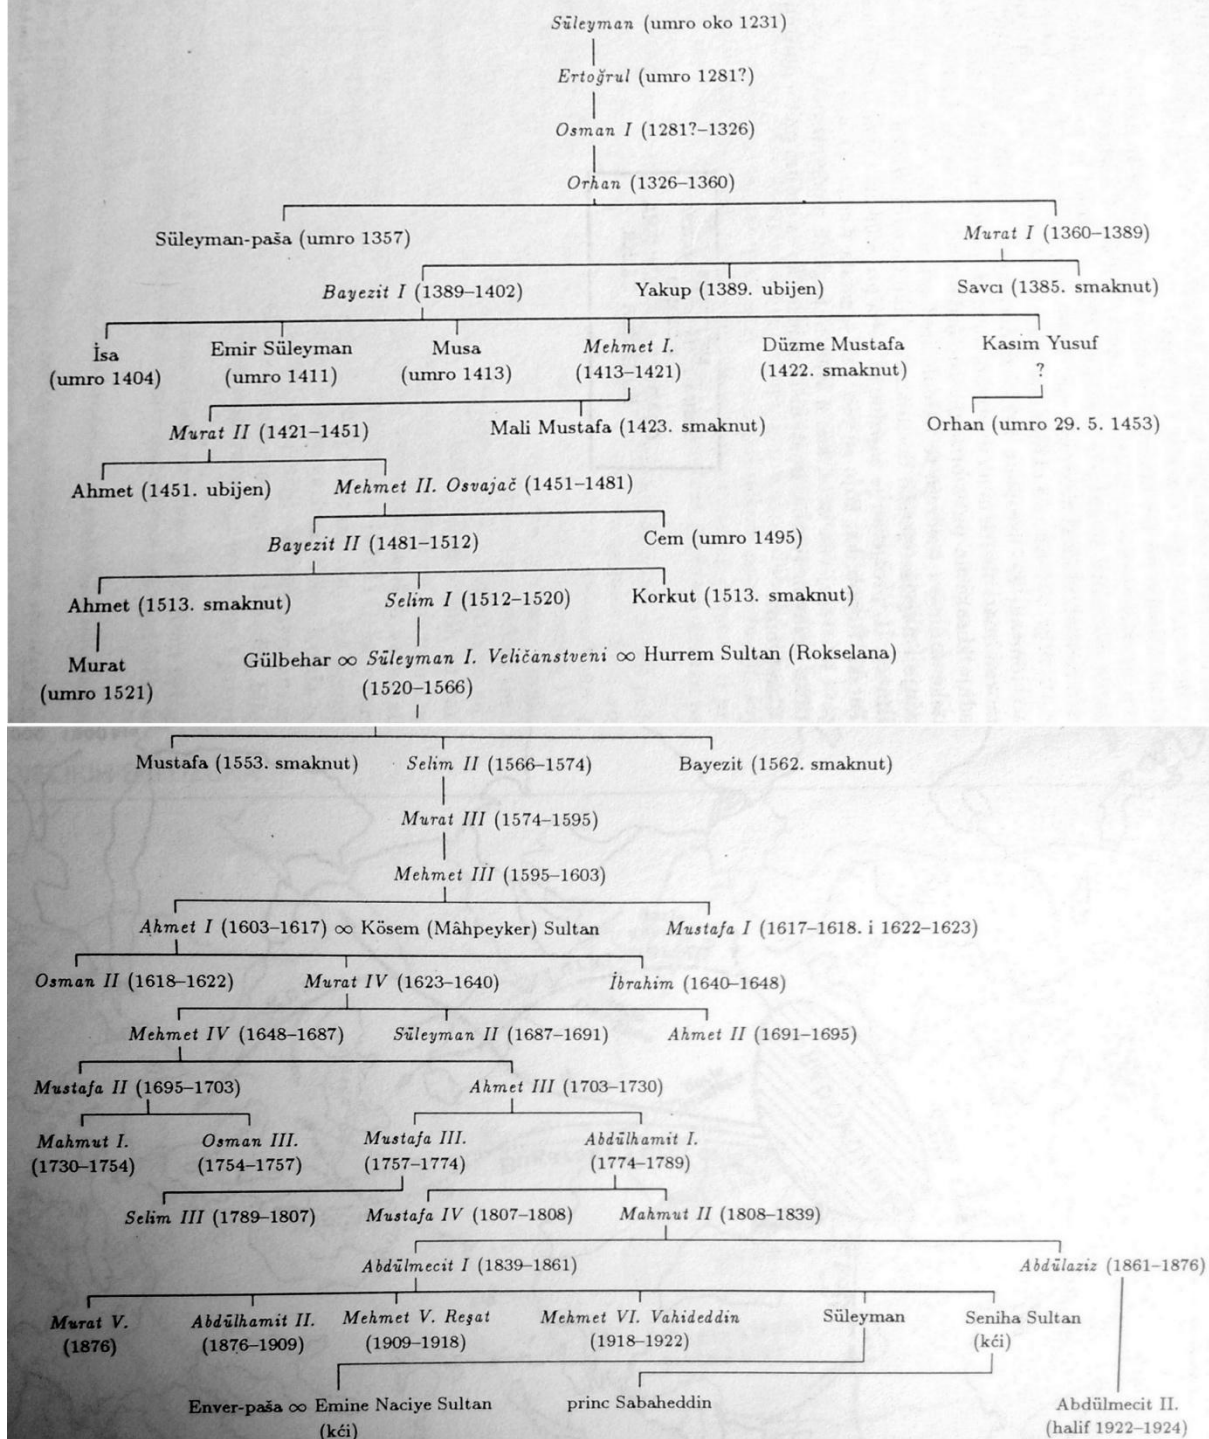 Süleyman (umro oko 1231)
Ertoğrul (umro 1281?)
Osman I (1281?–1326)
Orhan (1326–1360)
Süleyman-paša (umro 1357)
Murat I (1360–1389)
Bayezit I (1389–1402)
Yakup (1389. ubijen)
Savcı (1385. smaknut)
İsa
(umro 1404)
Emir Süleyman
(umro 1411)
Musa
(umro 1413)
Mehmet I.
(1413–1421)
Düzme Mustafa
(1422. smaknut)
Kasim Yusuf
?
Murat II (1421–1451)
Mali Mustafa (1423. smaknut)
Orhan (umro 29. 5. 1453)
Ahmet (1451. ubijen)
Mehmet II. Osvajač (1451–1481)
Bayezit II (1481–1512)
Cem (umro 1495)
Ahmet (1513. smaknut)
Selim I (1512–1520)
Korkut (1513. smaknut)
Murat
(umro 1521)
Gülbehar ∞ Süleyman I. Veličanstveni ∞ Hurrem Sultan (Rokselana)
(1520–1566)
Mustafa (1553. smaknut)
Selim II (1566–1574)
Bayezit (1562. smaknut)
Murat III (1574–1595)
Mehmet III (1595–1603)
Ahmet I (1603–1617) ∞ Kösem (Mâhpeyker) Sultan
Mustafa I (1617–1618. i 1622–1623)
Osman II (1618–1622)
Murat IV (1623–1640)
İbrahim (1640–1648)
Mehmet IV (1648–1687)
Süleyman II (1687–1691)
Ahmet II (1691–1695)
Mustafa II (1695–1703)
Ahmet III (1703–1730)
Mahmut I.
(1730–1754)
Osman III.
(1754–1757)
Mustafa III.
(1757–1774)
Abdülhamit I.
(1774–1789)
Selim III (1789–1807)
Mustafa IV (1807–1808)
Mahmut II (1808–1839)
Abdülmecit I (1839–1861)
Abdülaziz (1861–1876)
Murat V.
(1876)
Abdülhamit II.
(1876–1909)
Mehmet V. Reşat
(1909–1918)
Mehmet VI. Vahideddin
(1918–1922)
Süleyman
Seniha Sultan
(kći)
Enver-paša ∞ Emine Naciye Sultan
(kći)
princ Sabaheddin
Abdülmecit II.
(halif 1922–1924)